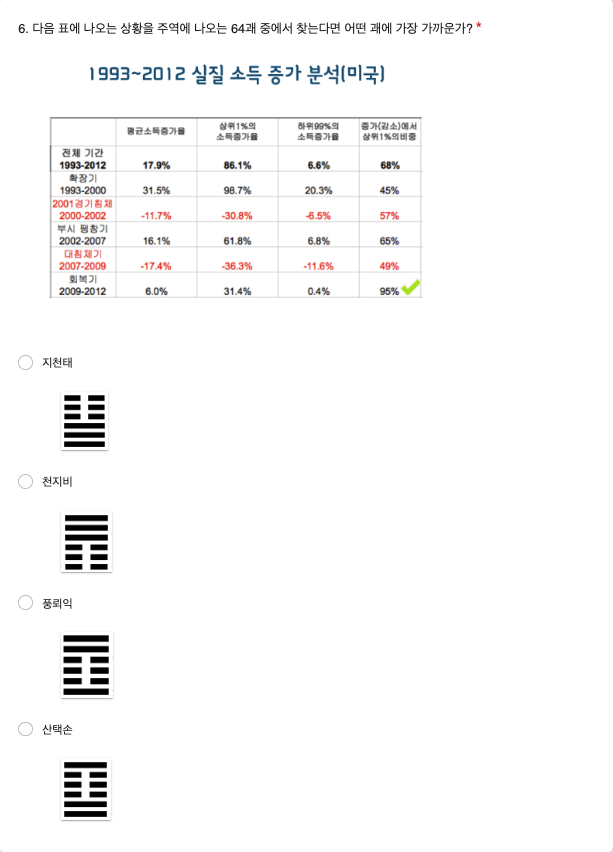 6. 다음 표에 나오는 상황을 주역에 나오는 64괘 중에서 찾는다면 어떤 괘에 가장 가까운가? *
1993~2012 실질 소득 증가 분석(미국)
평균소득증가율 상위1%의 소득증가율 하위99%의 소득증가율 증가(감소)에서 상위1%의비중
전체 기간
1993-2012 17.9% 86.1% 6.6% 68%
확장기
1993-2000 31.5% 98.7% 20.3% 45%
2001경기침체
2000-2002 -11.7% -30.8% -6.5% 57%
부시 팽창기
2002-2007 16.1% 61.8% 6.8% 65%
대침체기
2007-2009 -17.4% -36.3% -11.6% 49%
회복기
2009-2012 6.0% 31.4% 0.4% 95%
지천태
천지비
풍뢰익
산택손